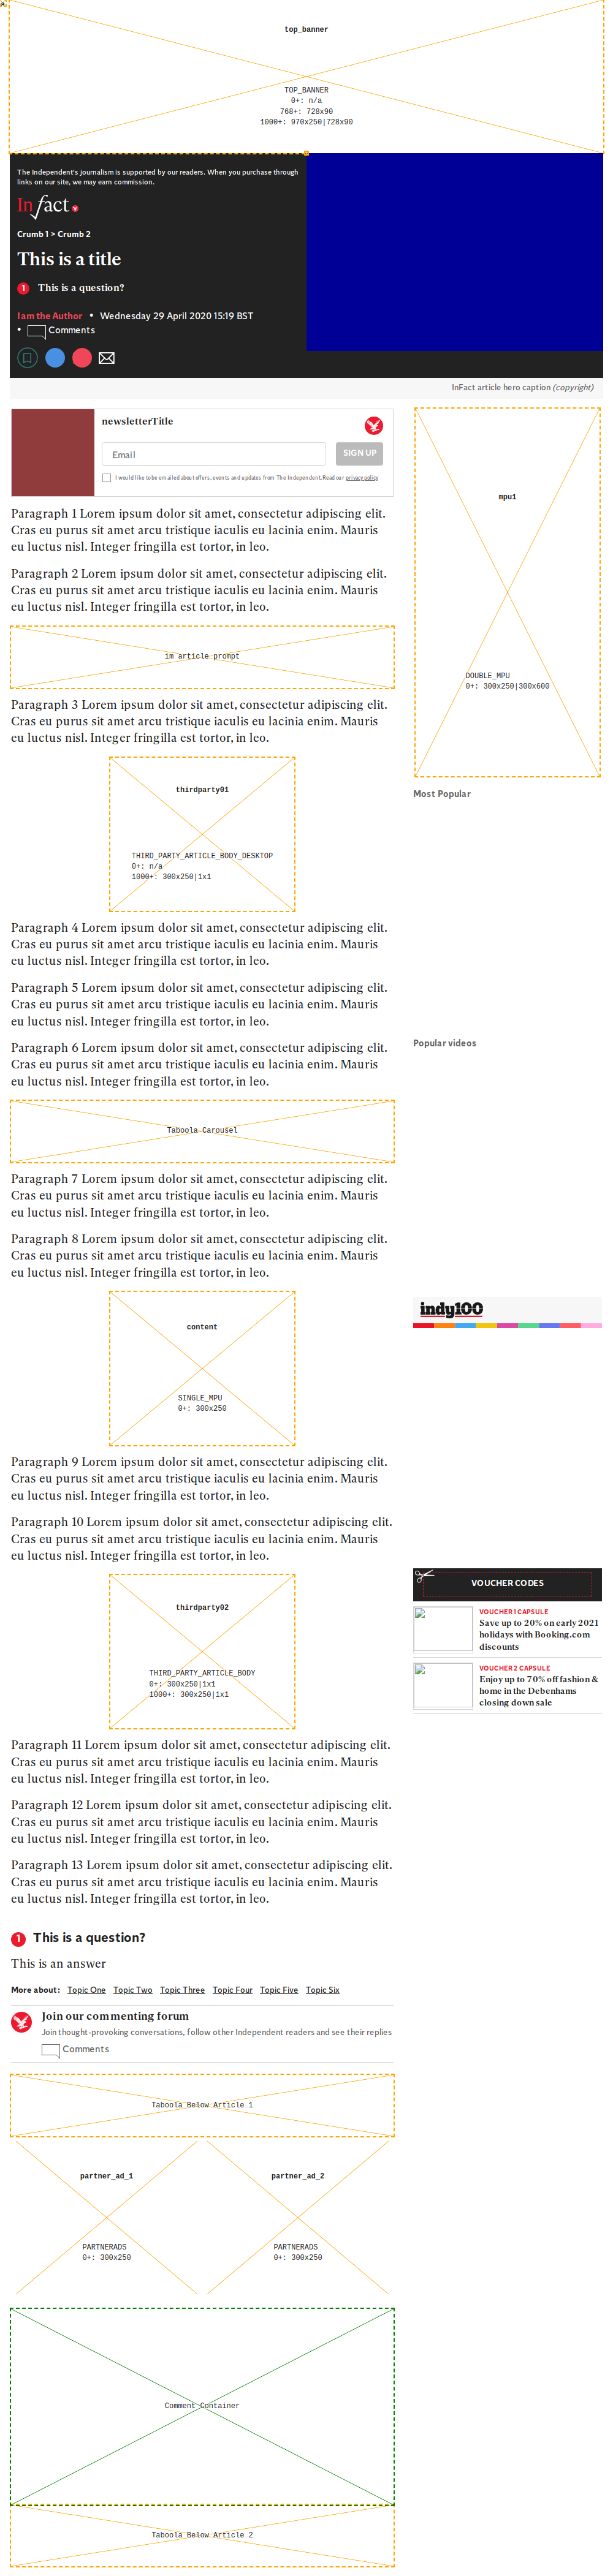 top_banner
TOP_BANNER
0+: n/a
768+: 728x90
1000+: 970x250|728x90
The Independent's journalism is supported by our readers. When you purchase through
links on our site, we may earn commission.
InFact
Crumb 1 > Crumb 2
This is a title
1 This is a question?
I am the Author • Wednesday 29 April 2020 15:19 BST
• Comments
InFact article hero caption (copyright)
newsletterTitle
Email
SIGN UP
I would like to be emailed about offers, events and updates from The Independent. Read our privacy policy
Paragraph 1 Lorem ipsum dolor sit amet, consectetur adipiscing elit.
Cras eu purus sit amet arcu tristique iaculis eu lacinia enim. Mauris
eu luctus nisl. Integer fringilla est tortor, in leo.
Paragraph 2 Lorem ipsum dolor sit amet, consectetur adipiscing elit.
Cras eu purus sit amet arcu tristique iaculis eu lacinia enim. Mauris
eu luctus nisl. Integer fringilla est tortor, in leo.
im article prompt
Paragraph 3 Lorem ipsum dolor sit amet, consectetur adipiscing elit.
Cras eu purus sit amet arcu tristique iaculis eu lacinia enim. Mauris
eu luctus nisl. Integer fringilla est tortor, in leo.
thirdparty01
THIRD_PARTY_ARTICLE_BODY_DESKTOP
0+: n/a
1000+: 300x250|1x1
Paragraph 4 Lorem ipsum dolor sit amet, consectetur adipiscing elit.
Cras eu purus sit amet arcu tristique iaculis eu lacinia enim. Mauris
eu luctus nisl. Integer fringilla est tortor, in leo.
Paragraph 5 Lorem ipsum dolor sit amet, consectetur adipiscing elit.
Cras eu purus sit amet arcu tristique iaculis eu lacinia enim. Mauris
eu luctus nisl. Integer fringilla est tortor, in leo.
Paragraph 6 Lorem ipsum dolor sit amet, consectetur adipiscing elit.
Cras eu purus sit amet arcu tristique iaculis eu lacinia enim. Mauris
eu luctus nisl. Integer fringilla est tortor, in leo.
Taboola Carousel
Paragraph 7 Lorem ipsum dolor sit amet, consectetur adipiscing elit.
Cras eu purus sit amet arcu tristique iaculis eu lacinia enim. Mauris
eu luctus nisl. Integer fringilla est tortor, in leo.
Paragraph 8 Lorem ipsum dolor sit amet, consectetur adipiscing elit.
Cras eu purus sit amet arcu tristique iaculis eu lacinia enim. Mauris
eu luctus nisl. Integer fringilla est tortor, in leo.
content
SINGLE_MPU
0+: 300x250
Paragraph 9 Lorem ipsum dolor sit amet, consectetur adipiscing elit.
Cras eu purus sit amet arcu tristique iaculis eu lacinia enim. Mauris
eu luctus nisl. Integer fringilla est tortor, in leo.
Paragraph 10 Lorem ipsum dolor sit amet, consectetur adipiscing elit.
Cras eu purus sit amet arcu tristique iaculis eu lacinia enim. Mauris
eu luctus nisl. Integer fringilla est tortor, in leo.
thirdparty02
THIRD_PARTY_ARTICLE_BODY
0+: 300x250|1x1
1000+: 300x250|1x1
Paragraph 11 Lorem ipsum dolor sit amet, consectetur adipiscing elit.
Cras eu purus sit amet arcu tristique iaculis eu lacinia enim. Mauris
eu luctus nisl. Integer fringilla est tortor, in leo.
Paragraph 12 Lorem ipsum dolor sit amet, consectetur adipiscing elit.
Cras eu purus sit amet arcu tristique iaculis eu lacinia enim. Mauris
eu luctus nisl. Integer fringilla est tortor, in leo.
Paragraph 13 Lorem ipsum dolor sit amet, consectetur adipiscing elit.
Cras eu purus sit amet arcu tristique iaculis eu lacinia enim. Mauris
eu luctus nisl. Integer fringilla est tortor, in leo.
1 This is a question?
This is an answer
More about: Topic One Topic Two Topic Three Topic Four Topic Five Topic Six
Join our commenting forum
Join thought-provoking conversations, follow other Independent readers and see their replies
Comments
Taboola Below Article 1
partner_ad_1
PARTNERADS
0+: 300x250
partner_ad_2
PARTNERADS
0+: 300x250
Comment Container
Taboola Below Article 2
mpu1
DOUBLE_MPU
0+: 300x250|300x600
Most Popular
Popular videos
indy100
VOUCHER CODES
VOUCHER 1 CAPSULE
Save up to 20% on early 2021
holidays with Booking.com
discounts
VOUCHER 2 CAPSULE
Enjoy up to 70% off fashion &
home in the Debenhams
closing down sale